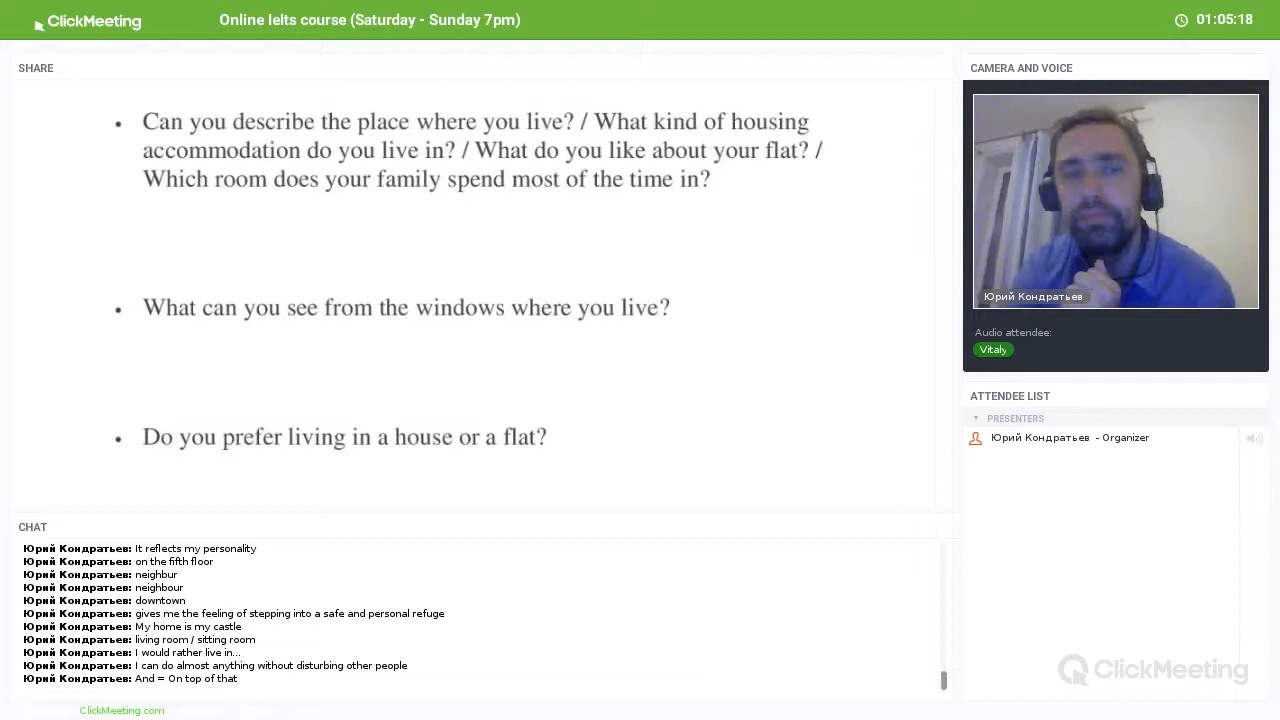 ClickMeeting
Online Ielts course (Saturday - Sunday 7pm)
01:05:18
SHARE
• Can you describe the place where you live? / What kind of housing
accommodation do you live in? / What do you like about your flat? /
Which room does your family spend most of the time in?
• What can you see from the windows where you live?
• Do you prefer living in a house or a flat?
CHAT
Юрий Кондратьев: It reflects my personality
Юрий Кондратьев: on the fifth floor
Юрий Кондратьев: neighbur
Юрий Кондратьев: neighbour
Юрий Кондратьев: downtown
Юрий Кондратьев: gives me the feeling of stepping into a safe and personal refuge
Юрий Кондратьев: My home is my castle
Юрий Кондратьев: living room / sitting room
Юрий Кондратьев: I would rather live in...
Юрий Кондратьев: I can do almost anything without disturbing other people
Юрий Кондратьев: And = On top of that
ClickMeeting.com
CAMERA AND VOICE
Юрий Кондратьев
Audio attendee:
Vitaly
ATTENDEE LIST
PRESENTERS
Юрий Кондратьев - Organizer
ClickMeeting